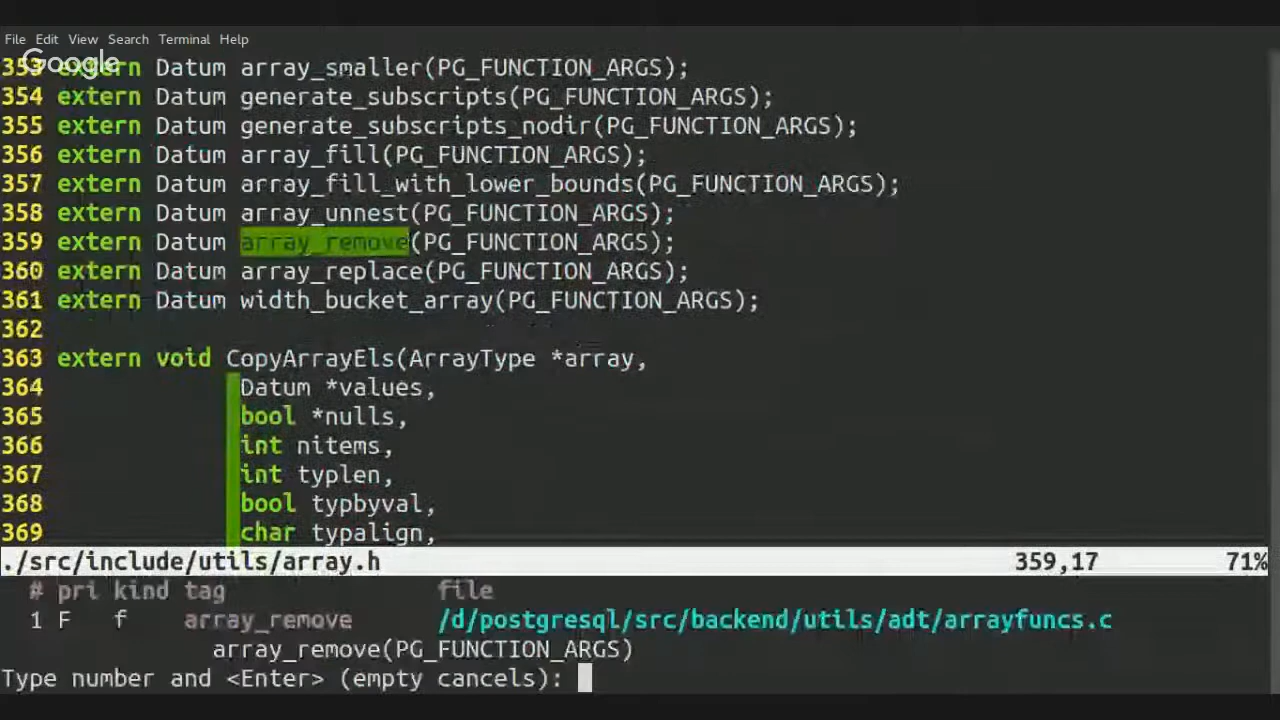 File Edit View Search Terminal Help
Google
353 extern Datum array_smaller(PG_FUNCTION_ARGS);
354 extern Datum generate_subscripts(PG_FUNCTION_ARGS);
355 extern Datum generate_subscripts_nodir(PG_FUNCTION_ARGS);
356 extern Datum array_fill(PG_FUNCTION_ARGS);
357 extern Datum array_fill_with_lower_bounds(PG_FUNCTION_ARGS);
358 extern Datum array_unnest(PG_FUNCTION_ARGS);
359 extern Datum array_remove(PG_FUNCTION_ARGS);
360 extern Datum array_replace(PG_FUNCTION_ARGS);
361 extern Datum width_bucket_array(PG_FUNCTION_ARGS);
362
363 extern void CopyArrayEls(ArrayType *array,
364 Datum *values,
365 bool *nulls,
366 int nitems,
367 int typlen,
368 bool typbyval,
369 char typalign,
./src/include/utils/array.h 359,17 71%
# pri kind tag file
1 F f array_remove /d/postgresql/src/backend/utils/adt/arrayfuncs.c
array_remove(PG_FUNCTION_ARGS)
Type number and <Enter> (empty cancels):